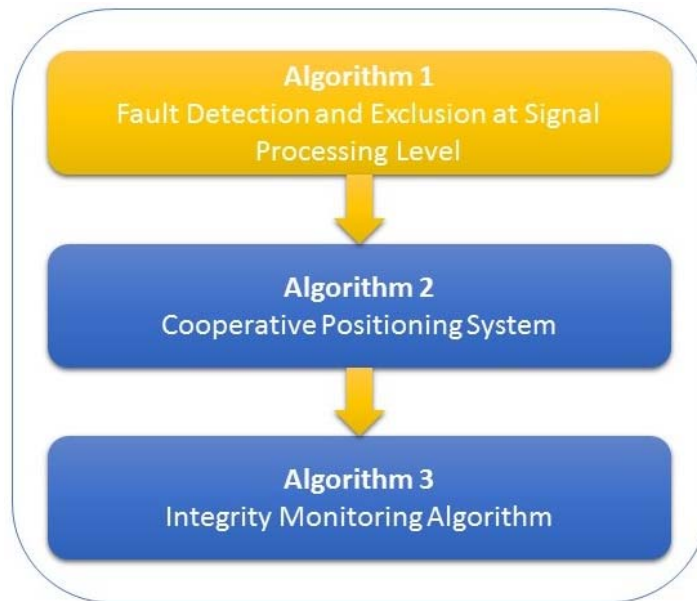 Algorithm 1
Fault Detection and Exclusion at Signal
Processing Level
Algorithm 2
Cooperative Positioning System
Algorithm 3
Integrity Monitoring Algorithm